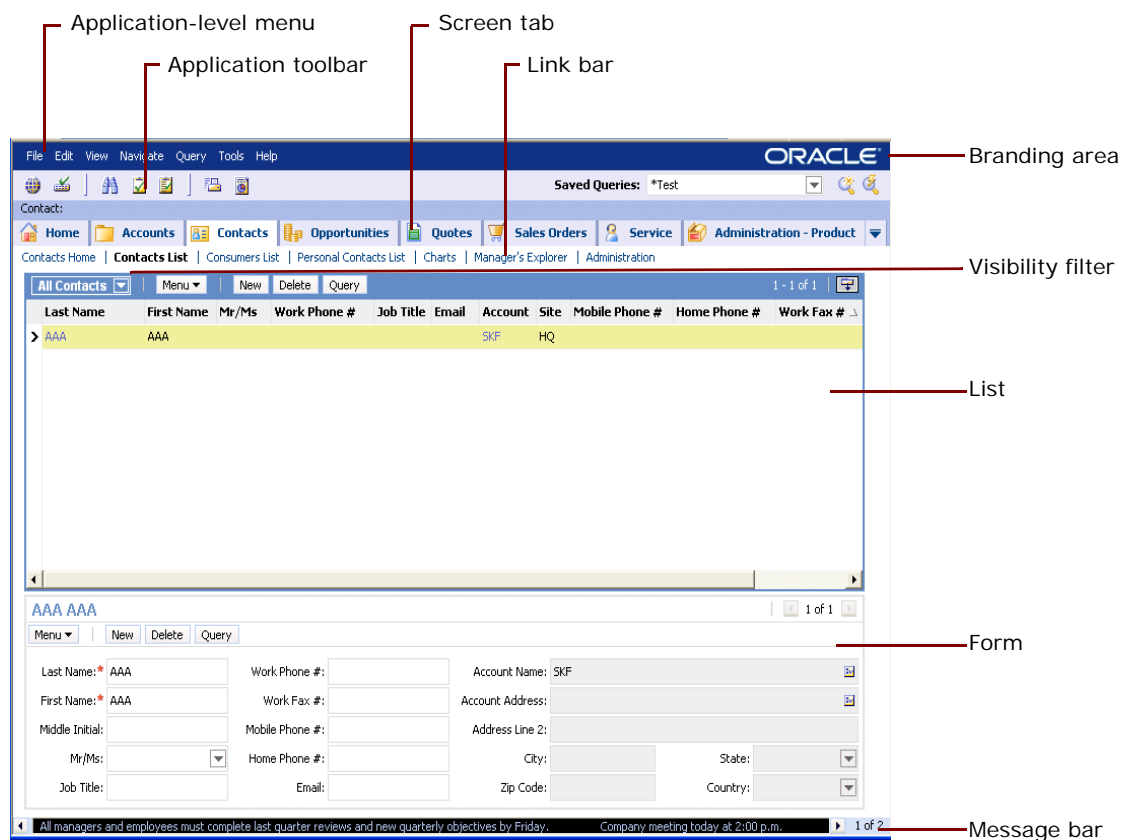 Application-level menu
Screen tab
Application toolbar
Link bar
File Edit View Navigate Query Tools Help
ORACLE
Branding area
Saved Queries: *Test
Contact:
Home Accounts Contacts Opportunities Quotes Sales Orders Service Administration - Product
Contacts Home | Contacts List | Consumers List | Personal Contacts List | Charts | Manager's Explorer | Administration
Visibility filter
All Contacts Menu New Delete Query 1 - 1 of 1
Last Name First Name Mr/Ms Work Phone # Job Title Email Account Site Mobile Phone # Home Phone # Work Fax #
AAA AAA SKF HQ
List
AAA AAA 1 of 1
Menu New Delete Query
Form
Last Name:* AAA Work Phone #: Account Name: SKF
First Name:* AAA Work Fax #: Account Address:
Middle Initial: Mobile Phone #: Address Line 2:
Mr/Ms: Home Phone #: City: State:
Job Title: Email: Zip Code: Country:
All managers and employees must complete last quarter reviews and new quarterly objectives by Friday. Company meeting today at 2:00 p.m. 1 of 2
Message bar